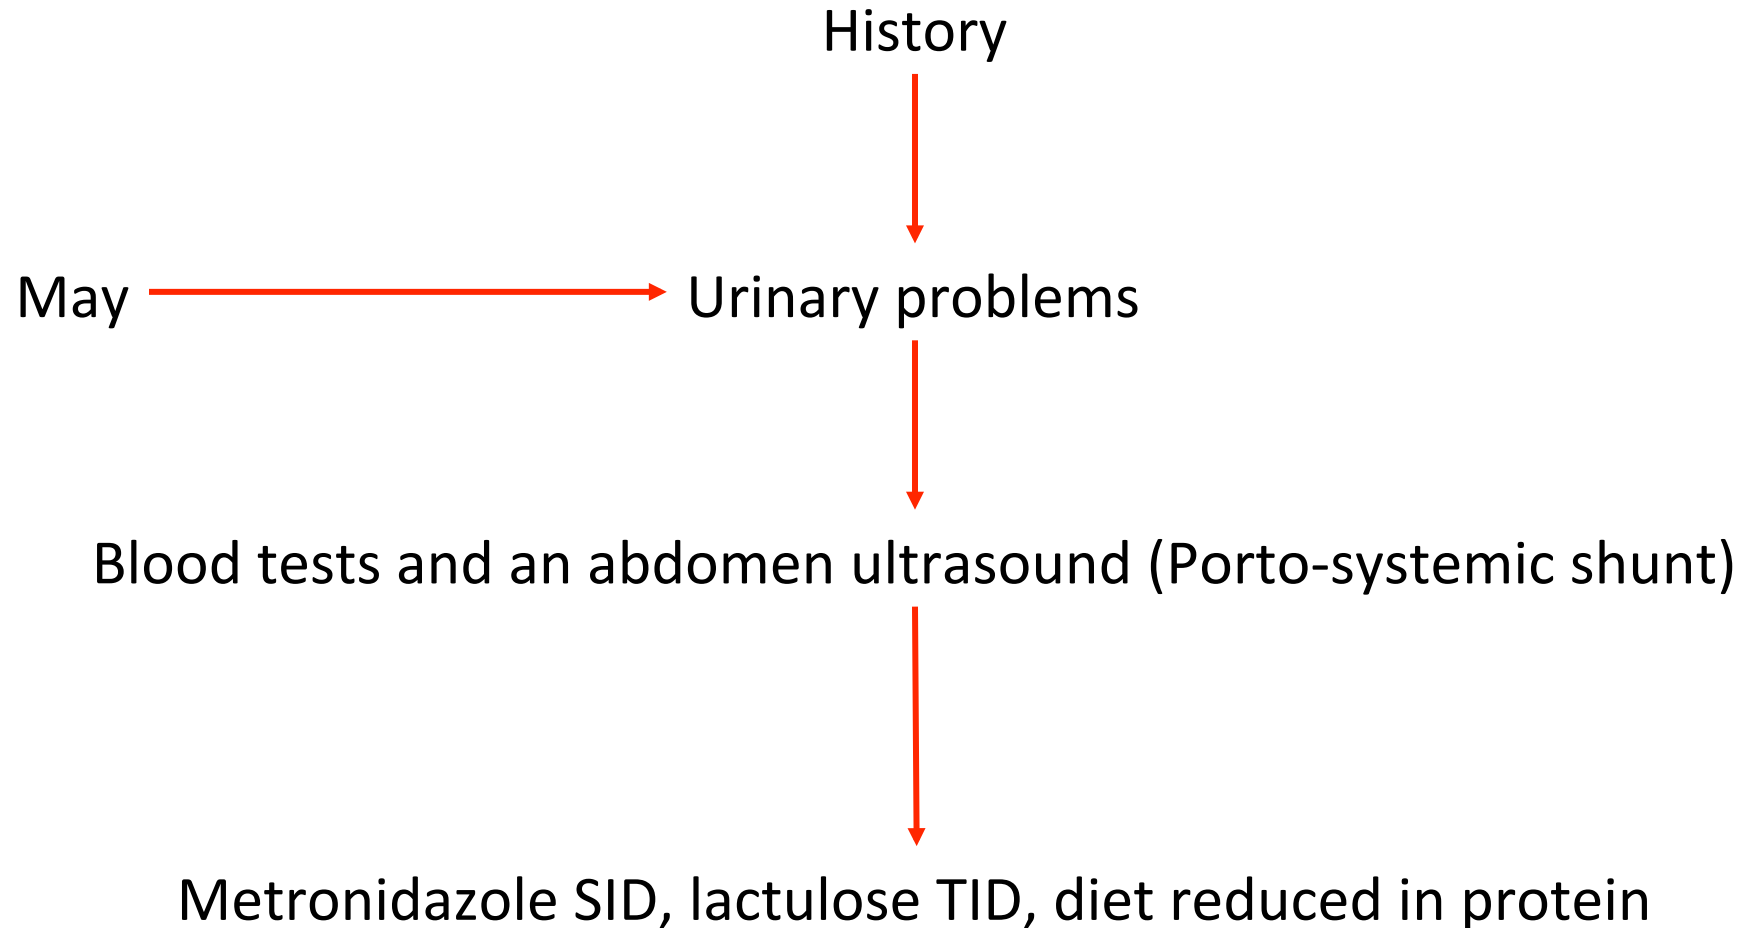 History
May
Urinary problems
Blood tests and an abdomen ultrasound (Porto-systemic shunt)
Metronidazole SID, lactulose TID, diet reduced in protein